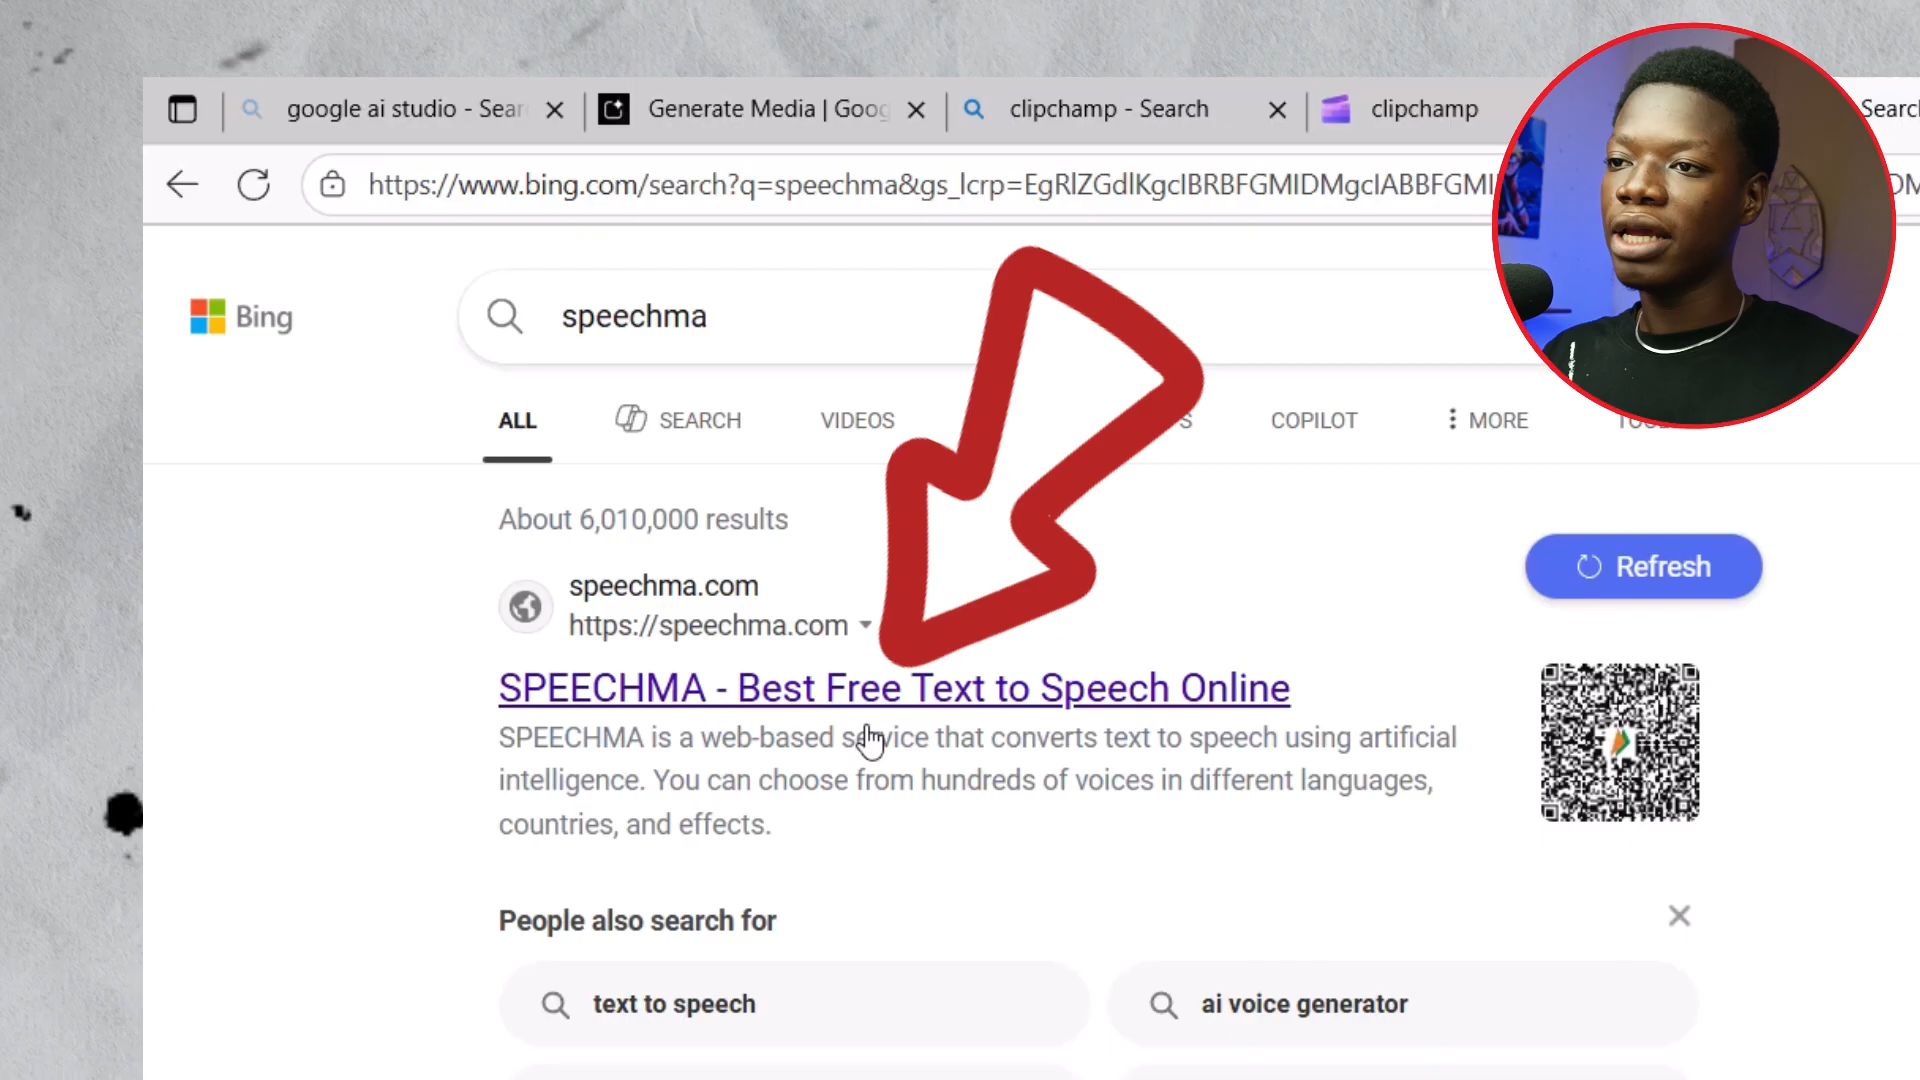 google ai studio - Sear
Generate Media | Goog
clipchamp - Search
clipchamp
Search
https://www.bing.com/search?q=speechma&gs_lcrp=EgRlZGdlKgcIBRBFGMIDMgcIABBFGMI
Bing
speechma
ALL
SEARCH
VIDEOS
S
COPILOT
MORE
About 6,010,000 results
Refresh
speechma.com
https://speechma.com
SPEECHMA - Best Free Text to Speech Online
SPEECHMA is a web-based service that converts text to speech using artificial
intelligence. You can choose from hundreds of voices in different languages,
countries, and effects.
People also search for
text to speech
ai voice generator